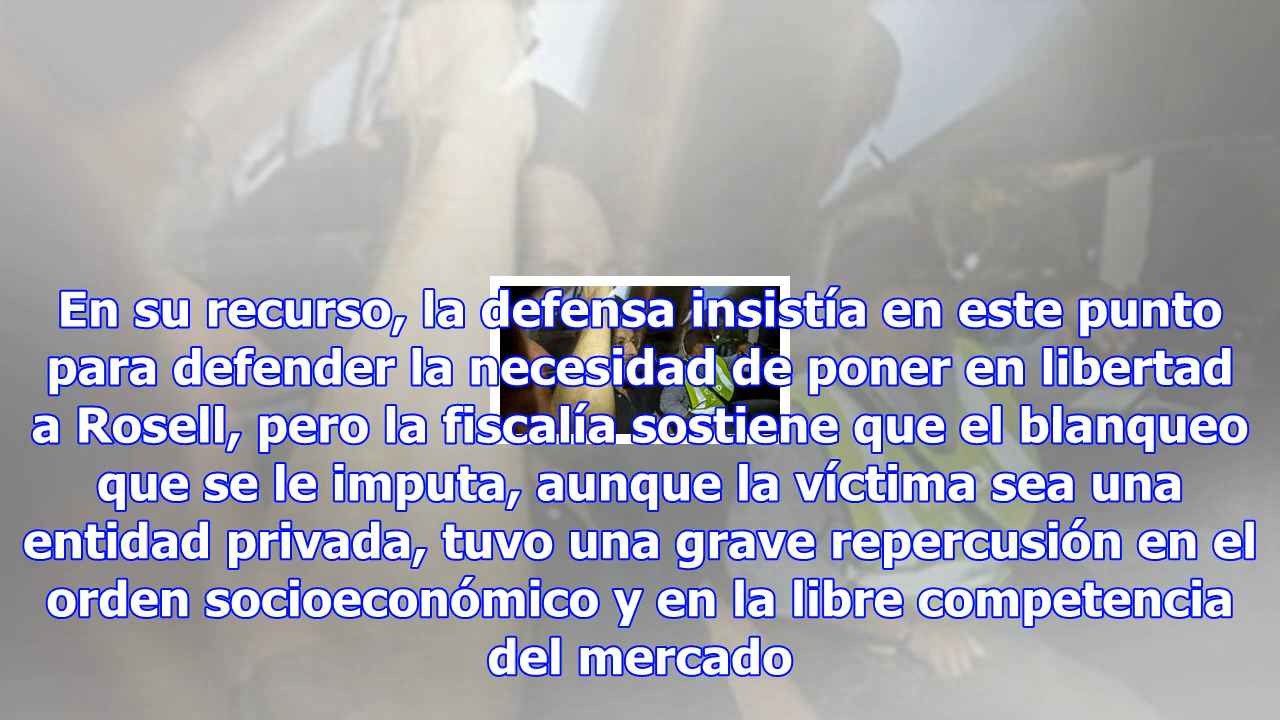 En su recurso, la defensa insistía en este punto
para defender la necesidad de poner en libertad
a Rosell, pero la fiscalía sostiene que el blanqueo
que se le imputa, aunque la víctima sea una
entidad privada, tuvo una grave repercusión en el
orden socioeconómico y en la libre competencia
del mercado